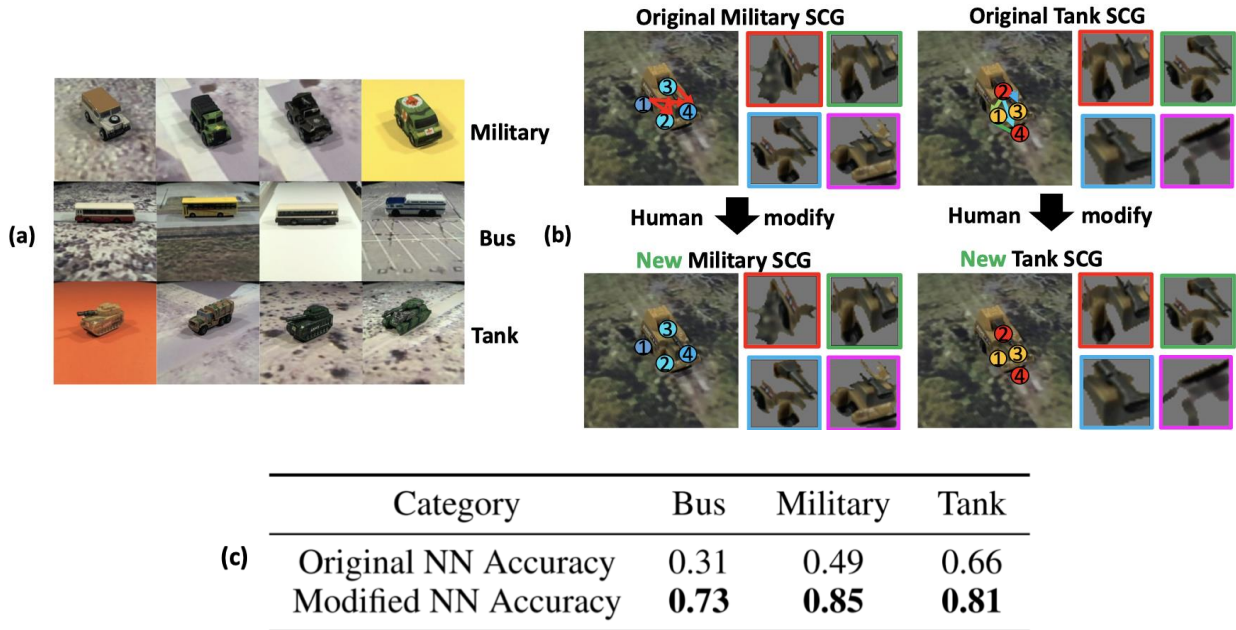 (a)
Military
Bus
Tank
(b)
Original Military SCG
1
2
3
4
Human modify
New Military SCG
1
2
3
4
Original Tank SCG
1
2
3
4
Human modify
New Tank SCG
1
2
3
4
(c)
Category Bus Military Tank
Original NN Accuracy 0.31 0.49 0.66
Modified NN Accuracy 0.73 0.85 0.81